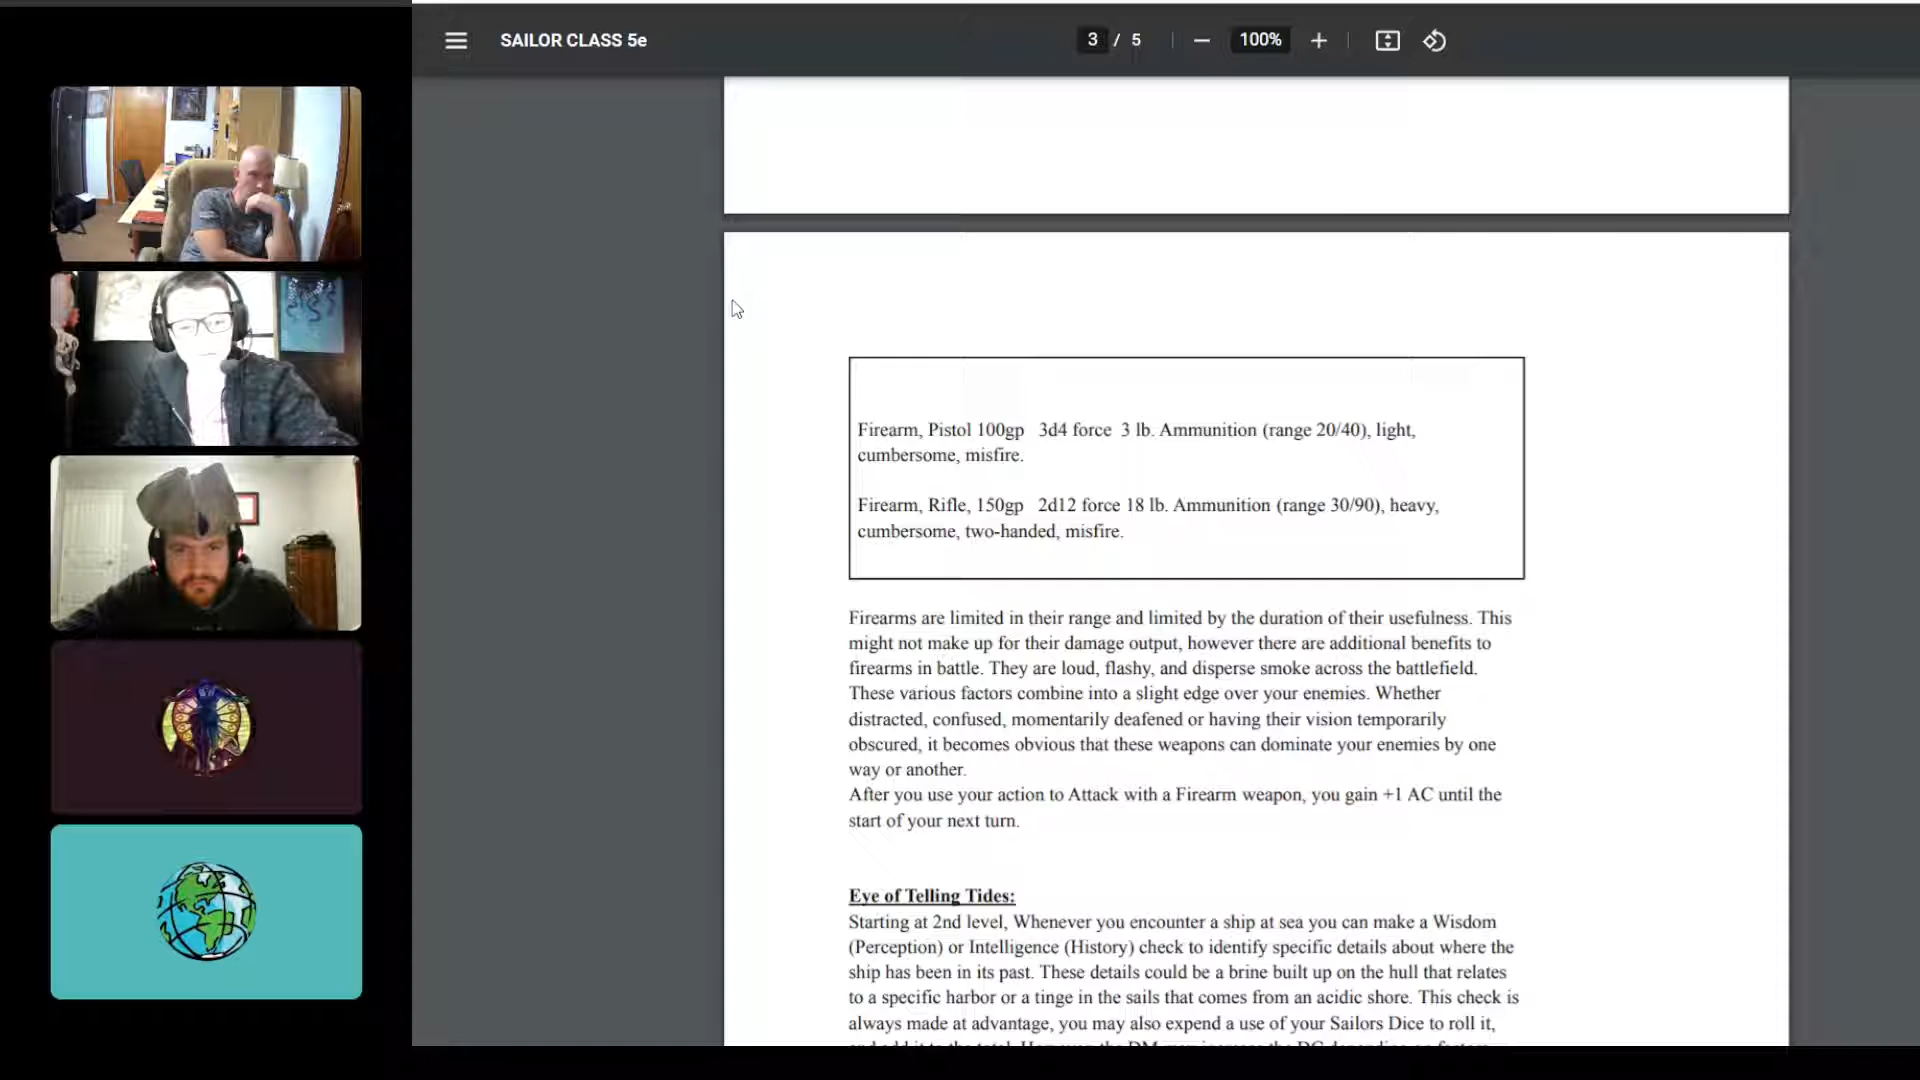 SAILOR CLASS 5e
3 / 5
100%
Firearm, Pistol 100gp 3d4 force 3 lb. Ammunition (range 20/40), light,
cumbersome, misfire.
Firearm, Rifle, 150gp 2d12 force 18 lb. Ammunition (range 30/90), heavy,
cumbersome, two-handed, misfire.
Firearms are limited in their range and limited by the duration of their usefulness. This
might not make up for their damage output, however there are additional benefits to
firearms in battle. They are loud, flashy, and disperse smoke across the battlefield.
These various factors combine into a slight edge over your enemies. Whether
distracted, confused, momentarily deafened or having their vision temporarily
obscured, it becomes obvious that these weapons can dominate your enemies by one
way or another.
After you use your action to Attack with a Firearm weapon, you gain +1 AC until the
start of your next turn.
Eye of Telling Tides:
Starting at 2nd level, Whenever you encounter a ship at sea you can make a Wisdom
(Perception) or Intelligence (History) check to identify specific details about where the
ship has been in its past. These details could be a brine built up on the hull that relates
to a specific harbor or a tinge in the sails that comes from an acidic shore. This check is
always made at advantage, you may also expend a use of your Sailors Dice to roll it,